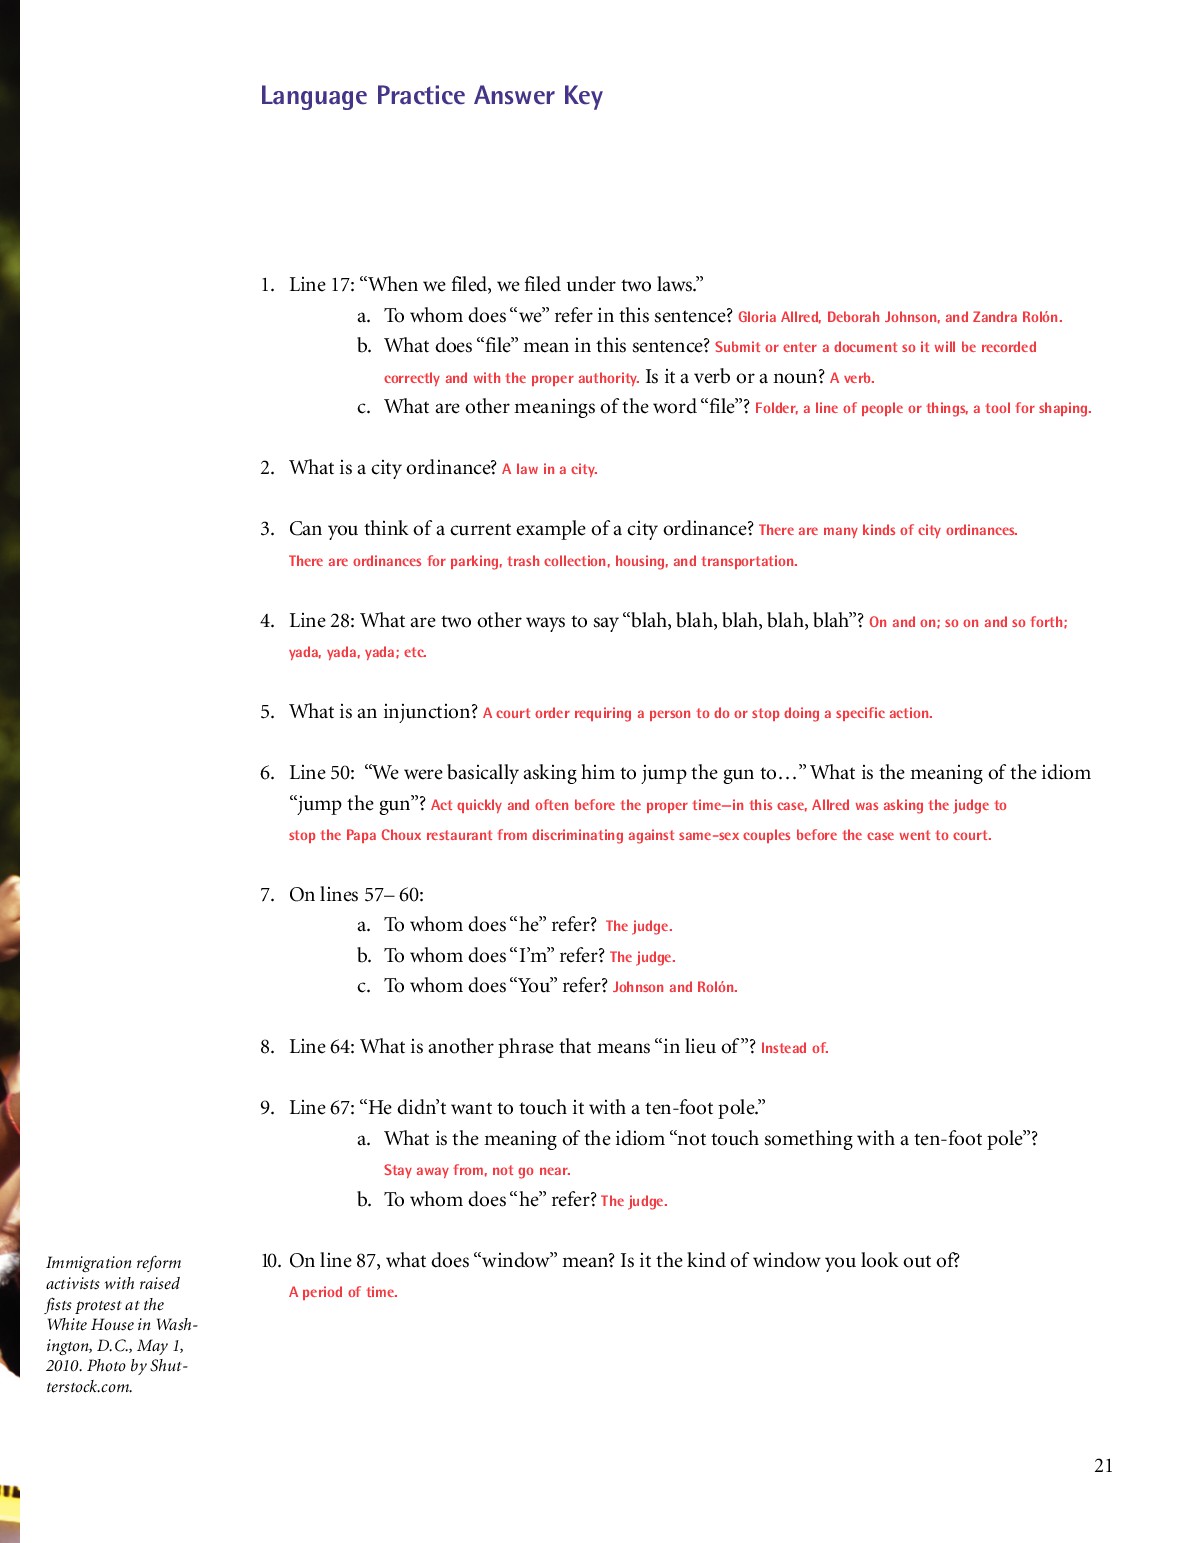 Language Practice Answer Key
1. Line 17: “When we filed, we filed under two laws.”
a. To whom does “we” refer in this sentence? Gloria Allred, Deborah Johnson, and Zandra Rolón.
b. What does “file” mean in this sentence? Submit or enter a document so it will be recorded
correctly and with the proper authority. Is it a verb or a noun? A verb.
c. What are other meanings of the word “file”? Folder, a line of people or things, a tool for shaping.
2. What is a city ordinance? A law in a city.
3. Can you think of a current example of a city ordinance? There are many kinds of city ordinances.
There are ordinances for parking, trash collection, housing, and transportation.
4. Line 28: What are two other ways to say “blah, blah, blah, blah, blah”? On and on; so on and so forth;
yada, yada, yada; etc.
5. What is an injunction? A court order requiring a person to do or stop doing a specific action.
6. Line 50: “We were basically asking him to jump the gun to…” What is the meaning of the idiom
“jump the gun”? Act quickly and often before the proper time—in this case, Allred was asking the judge to
stop the Papa Choux restaurant from discriminating against same-sex couples before the case went to court.
7. On lines 57– 60:
a. To whom does “he” refer? The judge.
b. To whom does “I’m” refer? The judge.
c. To whom does “You” refer? Johnson and Rolón.
8. Line 64: What is another phrase that means “in lieu of”? Instead of.
9. Line 67: “He didn’t want to touch it with a ten-foot pole.”
a. What is the meaning of the idiom “not touch something with a ten-foot pole”?
Stay away from, not go near.
b. To whom does “he” refer? The judge.
10. On line 87, what does “window” mean? Is it the kind of window you look out of?
A period of time.
Immigration reform
activists with raised
fists protest at the
White House in Wash-
ington, D.C., May 1,
2010. Photo by Shut-
terstock.com.
21